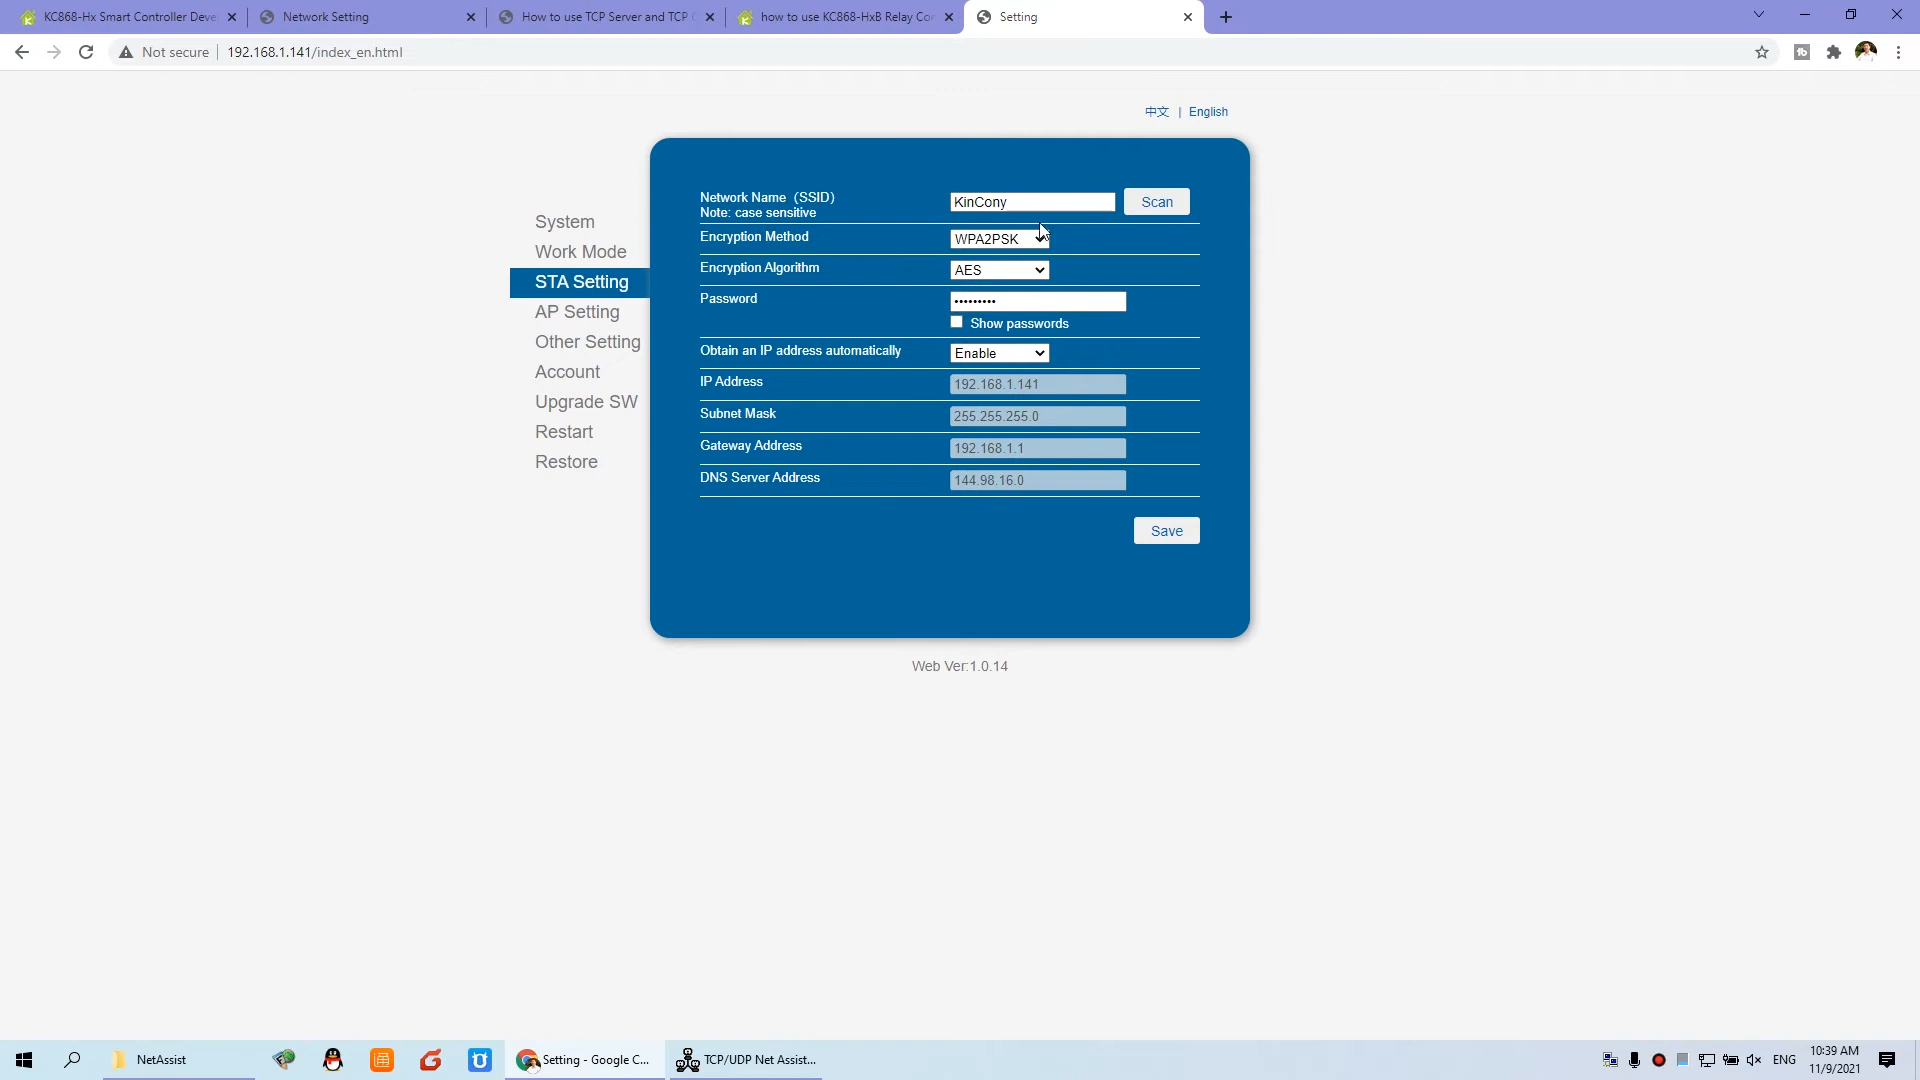 KC868-Hx Smart Controller Deve
Network Setting
How to use TCP Server and TCP C
how to use KC868-HxB Relay Con
Setting
Not secure
192.168.1.141/index_en.html
中文 | English
System
Work Mode
STA Setting
AP Setting
Other Setting
Account
Upgrade SW
Restart
Restore
Network Name（SSID）
Note: case sensitive
KinCony
Scan
Encryption Method
WPA2PSK
Encryption Algorithm
AES
Password
•••••••••
Show passwords
Obtain an IP address automatically
Enable
IP Address
192.168.1.141
Subnet Mask
255.255.255.0
Gateway Address
192.168.1.1
DNS Server Address
144.98.16.0
Save
Web Ver:1.0.14
NetAssist
Setting - Google C...
TCP/UDP Net Assist...
ENG
10:39 AM
11/9/2021